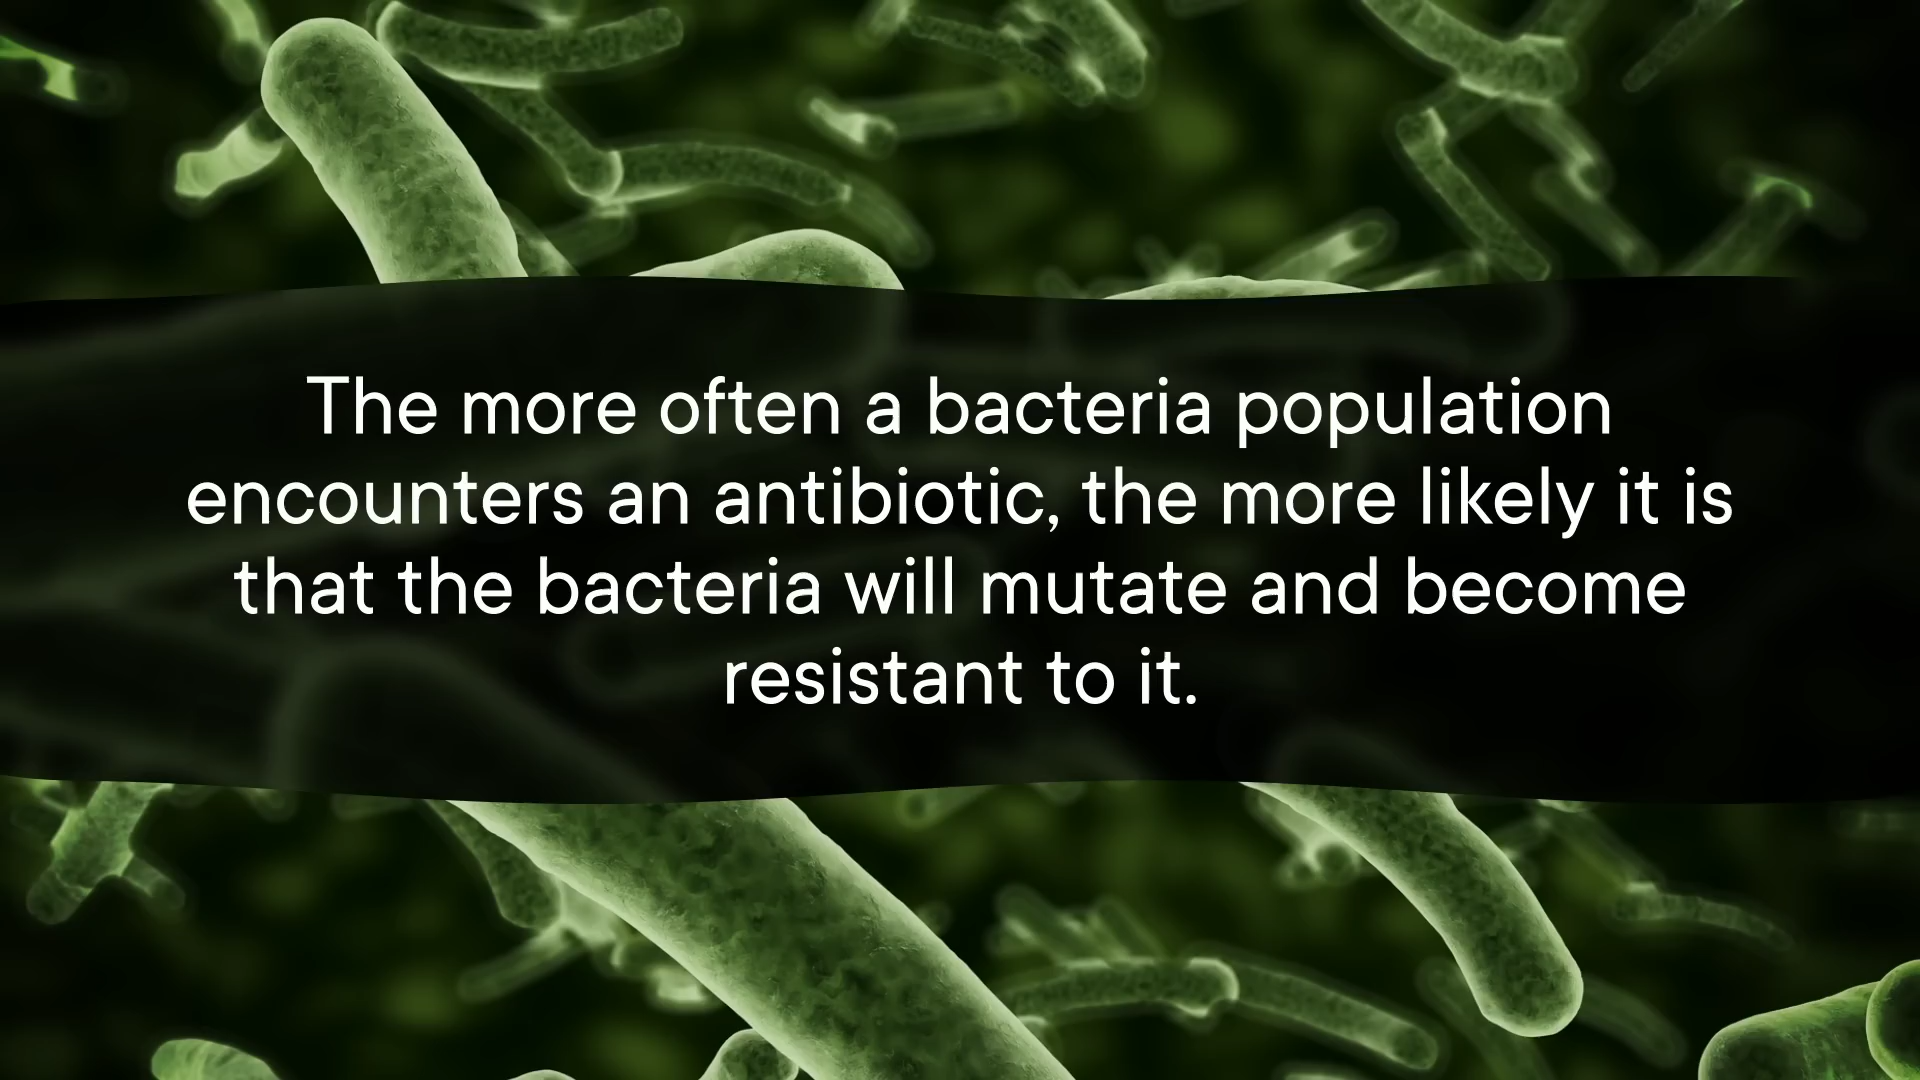 The more often a bacteria population
encounters an antibiotic, the more likely it is
that the bacteria will mutate and become
resistant to it.